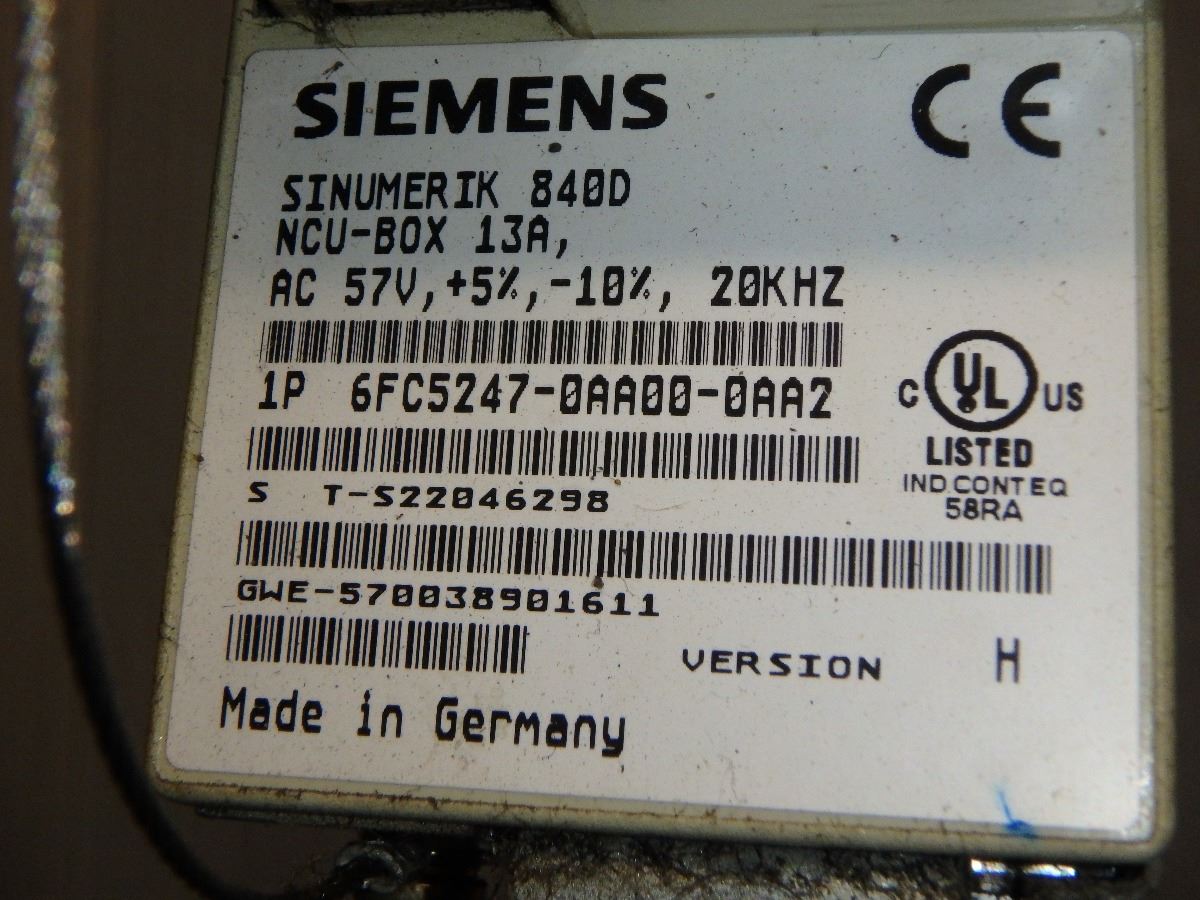 SIEMENS
CE
SINUMERIK 840D
NCU-BOX 13A,
AC 57V,+5%,-10%, 20KHZ
1P 6FC5247-0AA00-0AA2
C UL US
LISTED
IND CONT EQ
58RA
S T-S22046298
GWE-570038901611
VERSION H
Made in Germany